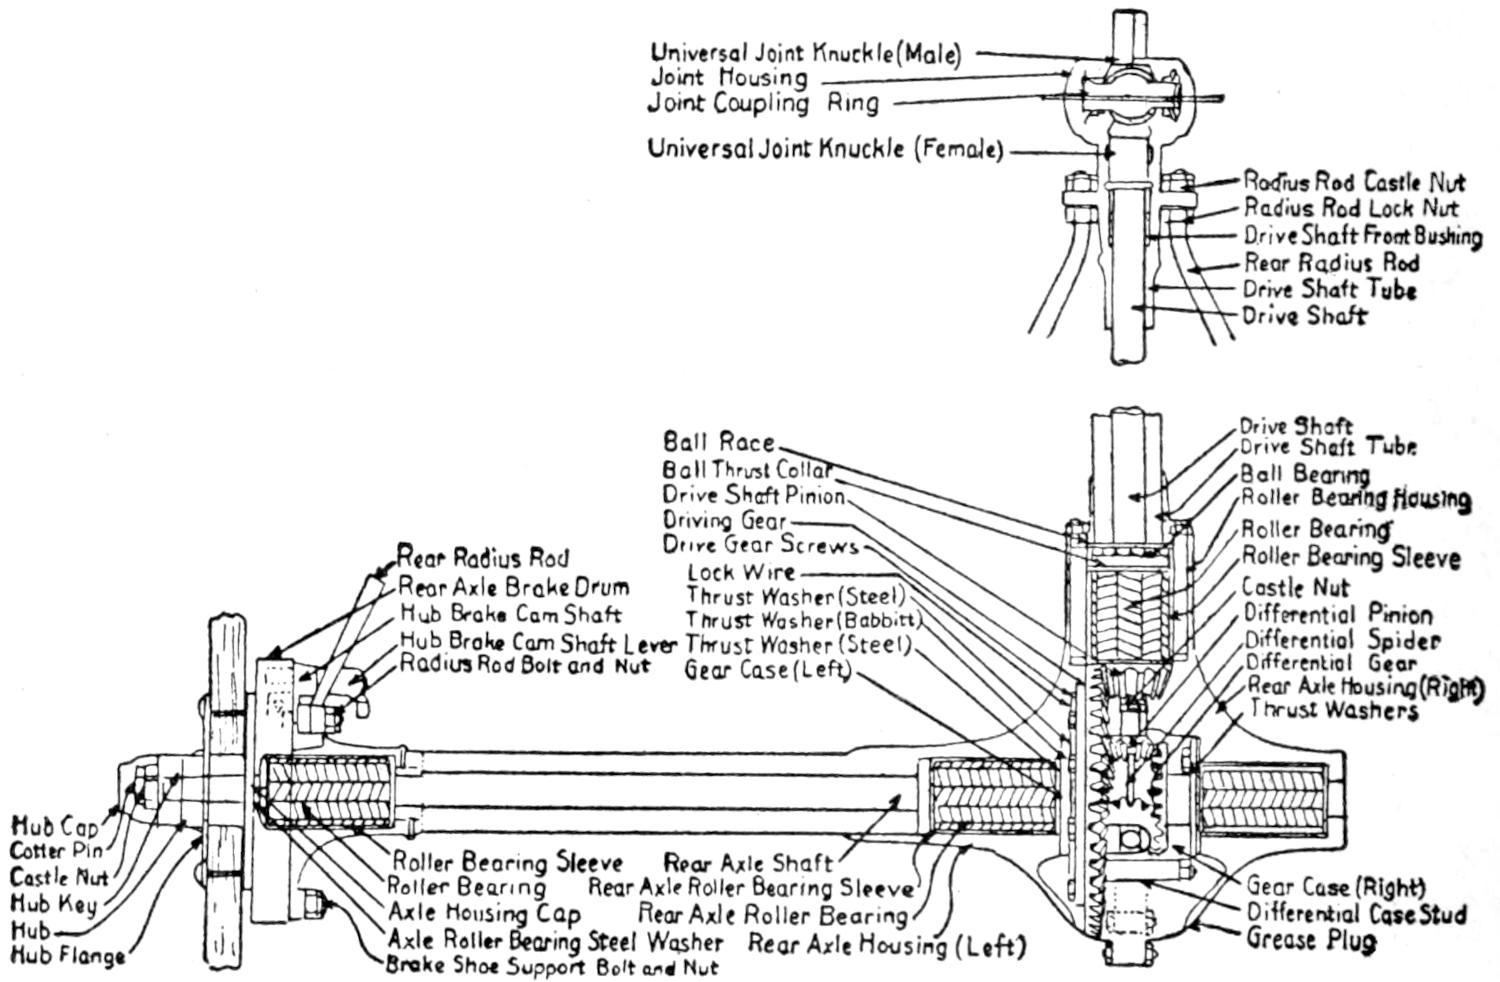 Universal Joint Knuckle (Male)
Joint Housing
Joint Coupling Ring
Universal Joint Knuckle (Female)
Radius Rod Castle Nut
Radius Rod Lock Nut
Drive Shaft Front Bushing
Rear Radius Rod
Drive Shaft Tube
Drive Shaft
Ball Race
Ball Thrust Collar
Drive Shaft Pinion
Driving Gear
Drive Gear Screws
Lock Wire
Thrust Washer (Steel)
Thrust Washer (Babbitt)
Thrust Washer (Steel)
Gear Case (Left)
Drive Shaft
Drive Shaft Tube
Ball Bearing
Roller Bearing Housing
Roller Bearing
Roller Bearing Sleeve
Castle Nut
Differential Pinion
Differential Spider
Differential Gear
Rear Axle Housing (Right)
Thrust Washers
Rear Radius Rod
Rear Axle Brake Drum
Hub Brake Cam Shaft
Hub Brake Cam Shaft Lever
Radius Rod Bolt and Nut
Hub Cap
Cotter Pin
Castle Nut
Hub Key
Hub
Hub Flange
Roller Bearing Sleeve
Roller Bearing
Axle Housing Cap
Axle Roller Bearing Steel Washer
Brake Shoe Support Bolt and Nut
Rear Axle Shaft
Rear Axle Roller Bearing Sleeve
Rear Axle Roller Bearing
Rear Axle Housing (Left)
Gear Case (Right)
Differential Case Stud
Grease Plug